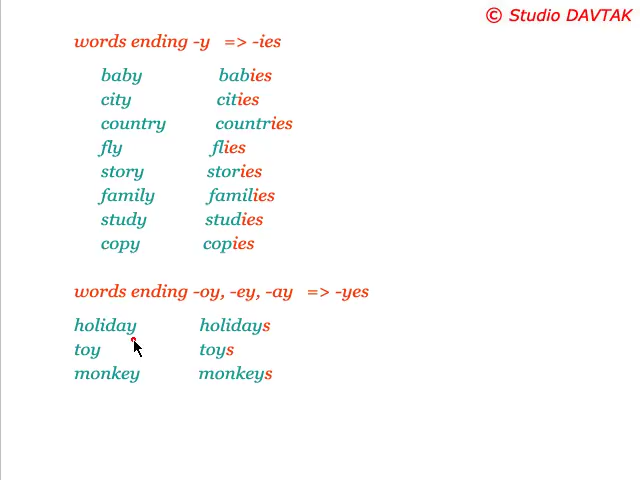 © Studio DAVTAK
words ending -y => -ies
baby babies
city cities
country countries
fly flies
story stories
family families
study studies
copy copies
words ending -oy, -ey, -ay => -yes
holiday holidays
toy toys
monkey monkeys